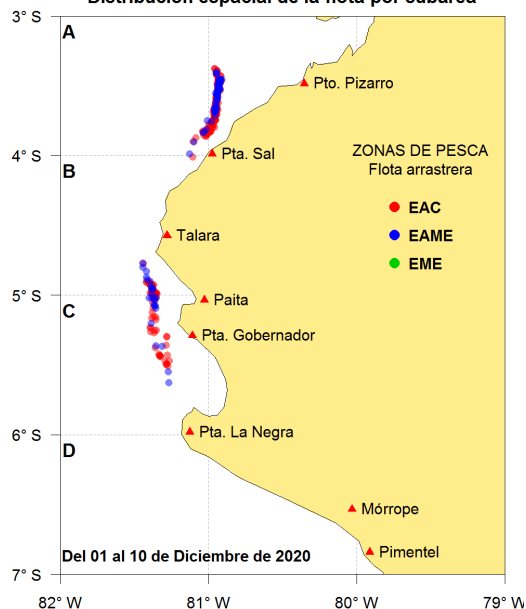 Distribución espacial de la flota por subárea
3° S
A
Pto. Pizarro
ZONAS DE PESCA
Flota arrastrera
Pta. Sal
4° S
B
EAC
Talara
EAME
EME
5° S
C
Paita
Pta. Gobernador
6° S
D
Pta. La Negra
Mórrope
Del 01 al 10 de Diciembre de 2020
Pimentel
7° S
82° W
81° W
80° W
79° W